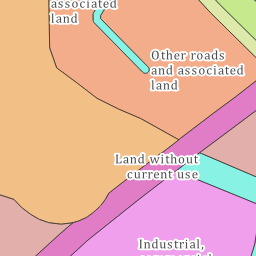 associated
land
Other roads
and associated
land
Land without
current use
Industrial,